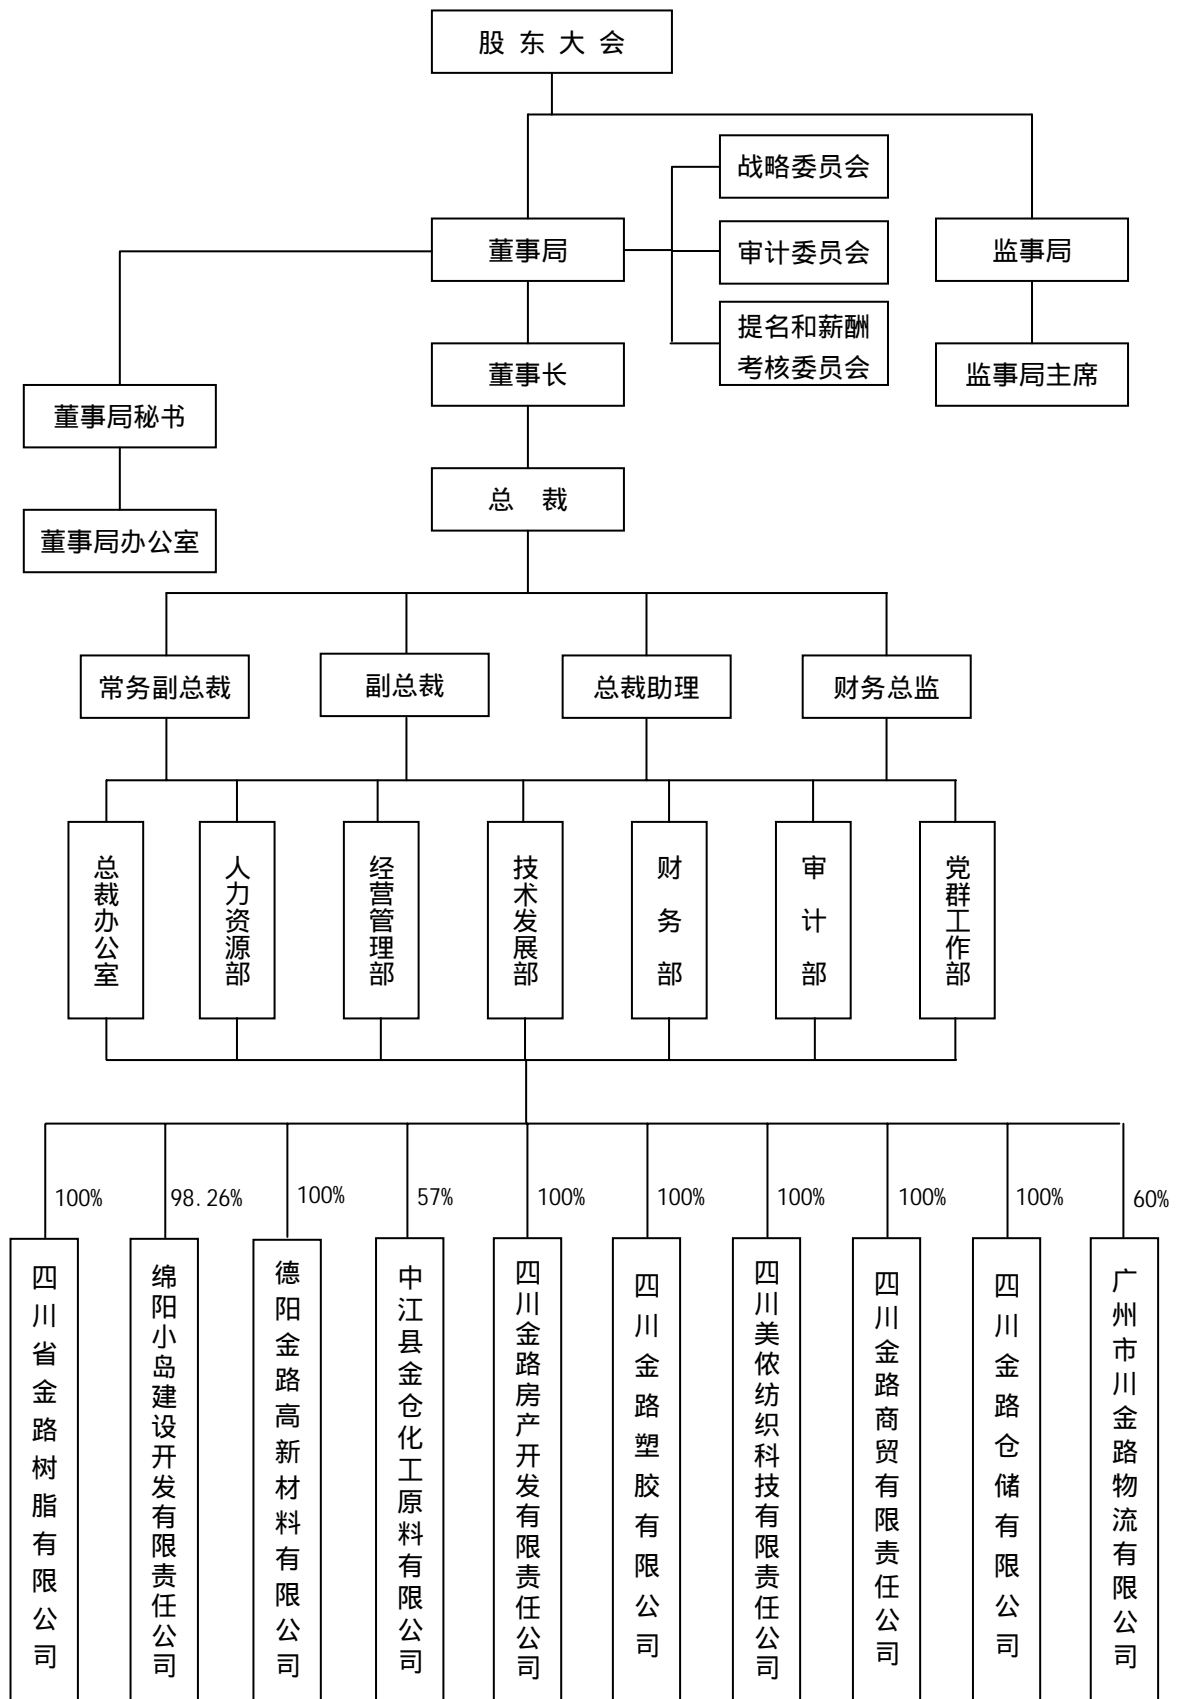 股东大会
战略委员会
董事局
审计委员会
监事局
提名和薪酬
考核委员会
董事长
监事局主席
董事局秘书
总 裁
董事局办公室
常务副总裁
副总裁
总裁助理
财务总监
总裁办公室
人力资源部
经营管理部
技术发展部
财务部
审计部
党群工作部
100%
98.26%
100%
57%
100%
100%
100%
100%
100%
60%
四川省金路树脂有限公司
绵阳小岛建设开发有限责任公司
德阳金路高新材料有限公司
中江县金仓化工原料有限公司
四川金路房产开发有限责任公司
四川金路塑胶有限公司
四川美侬纺织科技有限责任公司
四川金路商贸有限责任公司
四川金路仓储有限公司
广州市川金路物流有限公司